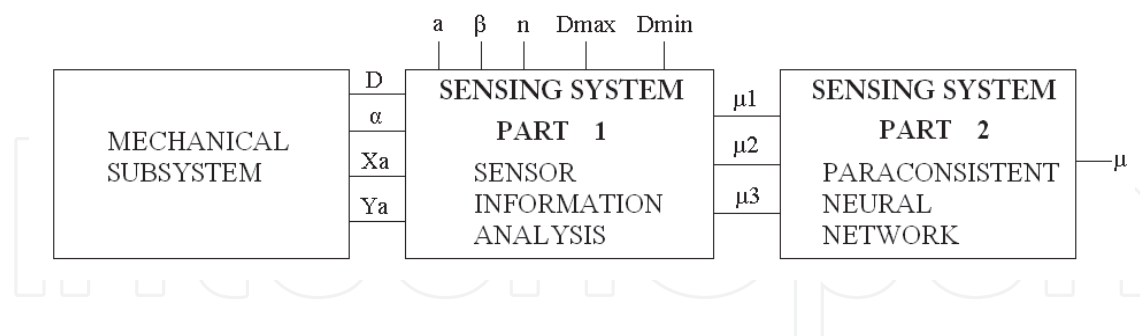 a β n Dmax Dmin
MECHANICAL
SUBSYSTEM
D
α
Xa
Ya
SENSING SYSTEM
PART 1
SENSOR
INFORMATION
ANALYSIS
μ1
μ2
μ3
SENSING SYSTEM
PART 2
PARACONSISTENT
NEURAL
NETWORK
μ